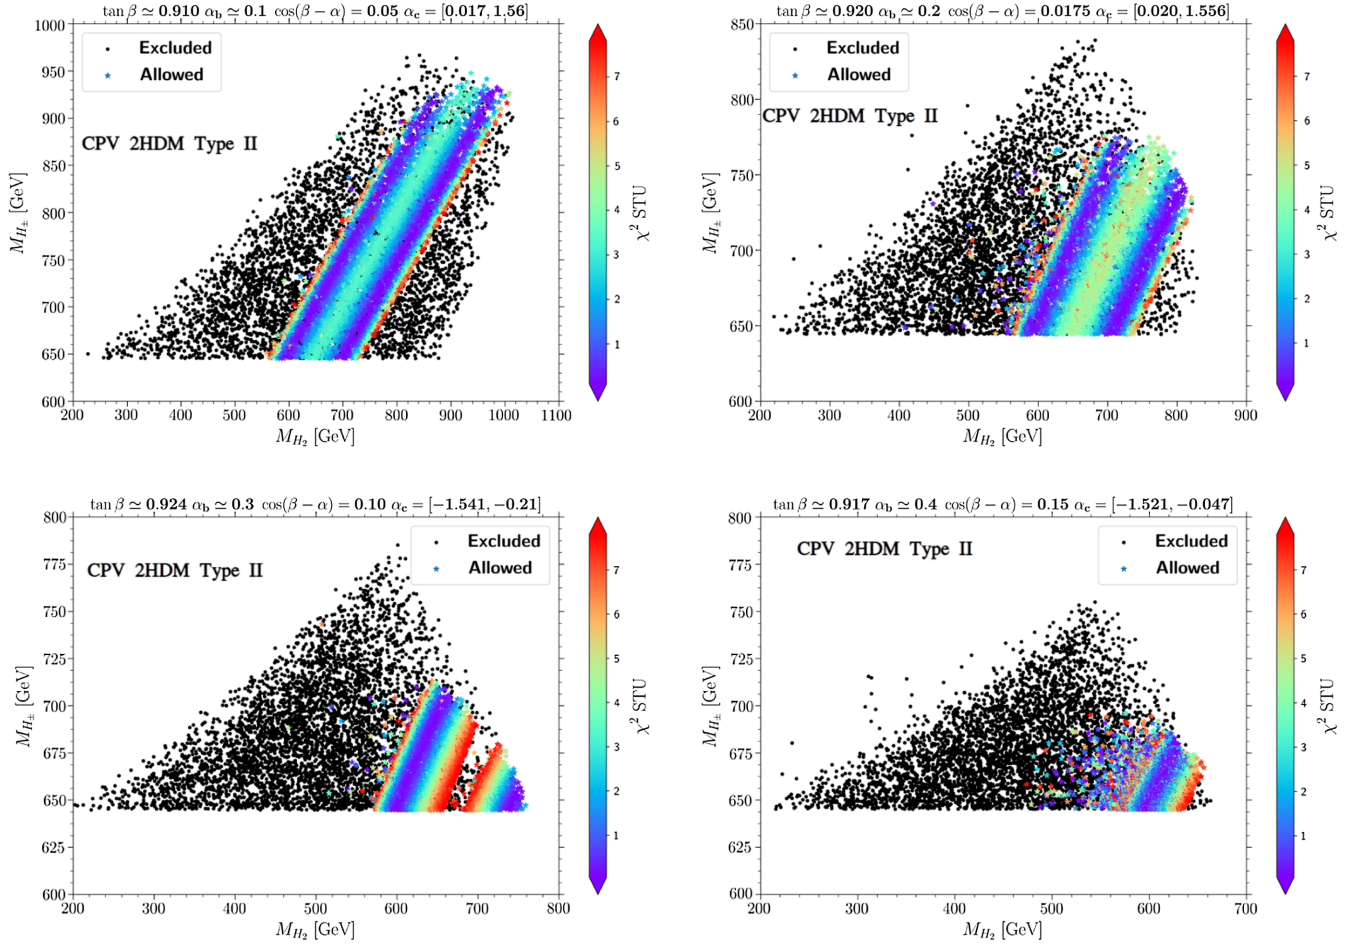 tan β ≃ 0.910 α_b ≃ 0.1 cos(β − α) = 0.05 α_c = [0.017, 1.56]
1000
950
900
850
800
750
700
650
600
M_{H±} [GeV]
Excluded
Allowed
CPV 2HDM Type II
200 300 400 500 600 700 800 900 1000 1100
M_{H_2} [GeV]
7
6
5
4
3
2
1
χ² STU
tan β ≃ 0.920 α_b ≃ 0.2 cos(β − α) = 0.0175 α_c = [0.020, 1.556]
850
800
750
700
650
600
M_{H±} [GeV]
Excluded
Allowed
CPV 2HDM Type II
200 300 400 500 600 700 800 900
M_{H_2} [GeV]
7
6
5
4
3
2
1
χ² STU
tan β ≃ 0.924 α_b ≃ 0.3 cos(β − α) = 0.10 α_c = [−1.541, −0.21]
800
775
750
725
700
675
650
625
600
M_{H±} [GeV]
Excluded
Allowed
CPV 2HDM Type II
200 300 400 500 600 700 800
M_{H_2} [GeV]
7
6
5
4
3
2
1
χ² STU
tan β ≃ 0.917 α_b ≃ 0.4 cos(β − α) = 0.15 α_c = [−1.521, −0.047]
800
775
750
725
700
675
650
625
600
M_{H±} [GeV]
Excluded
Allowed
CPV 2HDM Type II
200 300 400 500 600 700
M_{H_2} [GeV]
7
6
5
4
3
2
1
χ² STU